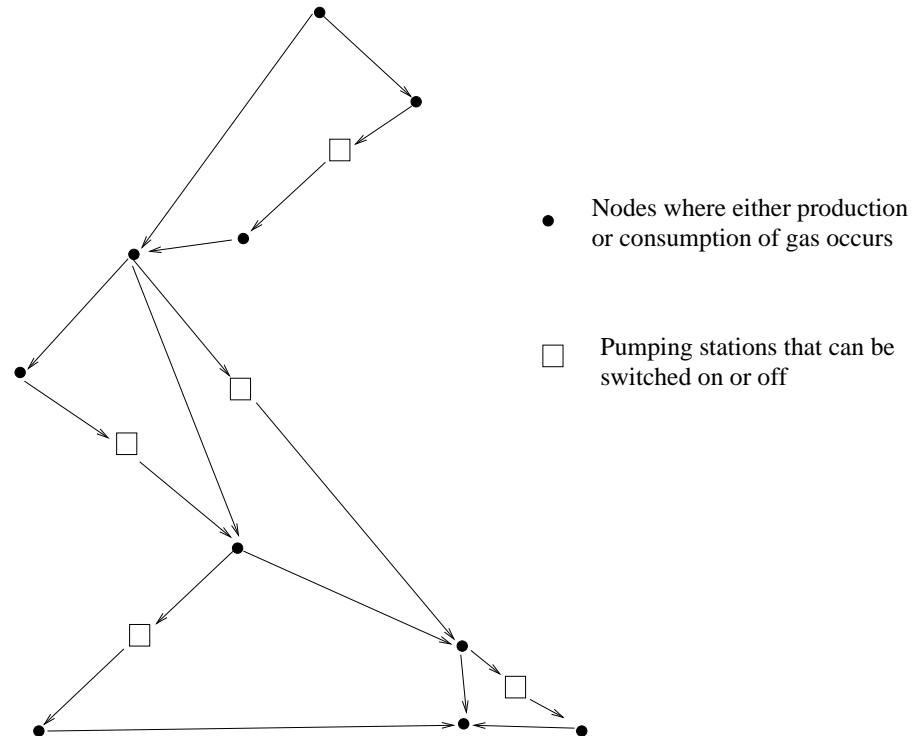 Nodes where either production
or consumption of gas occurs
Pumping stations that can be
switched on or off